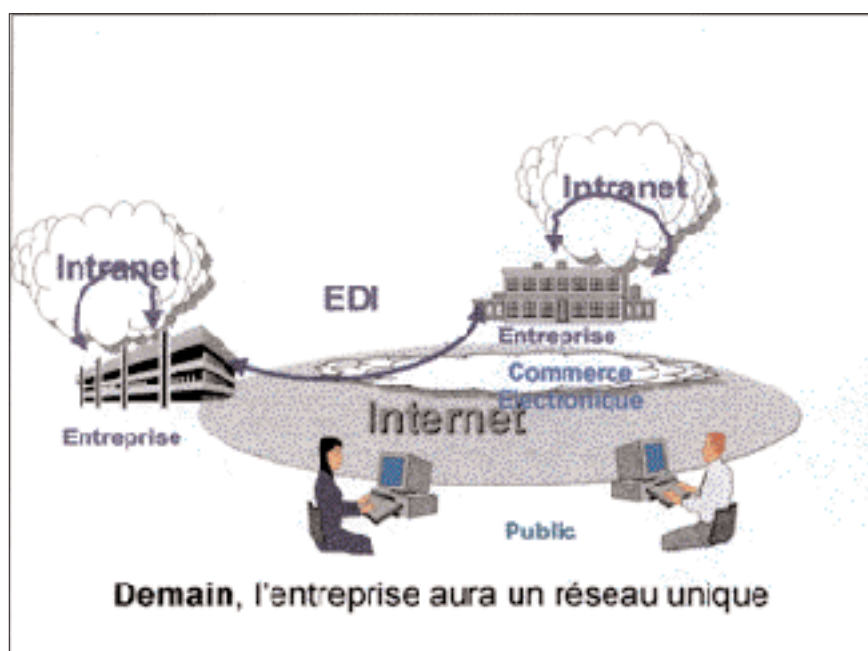 Intranet
Intranet
EDI
Entreprise
Commerce
Electronique
Internet
Entreprise
Public
Demain, l'entreprise aura un réseau unique